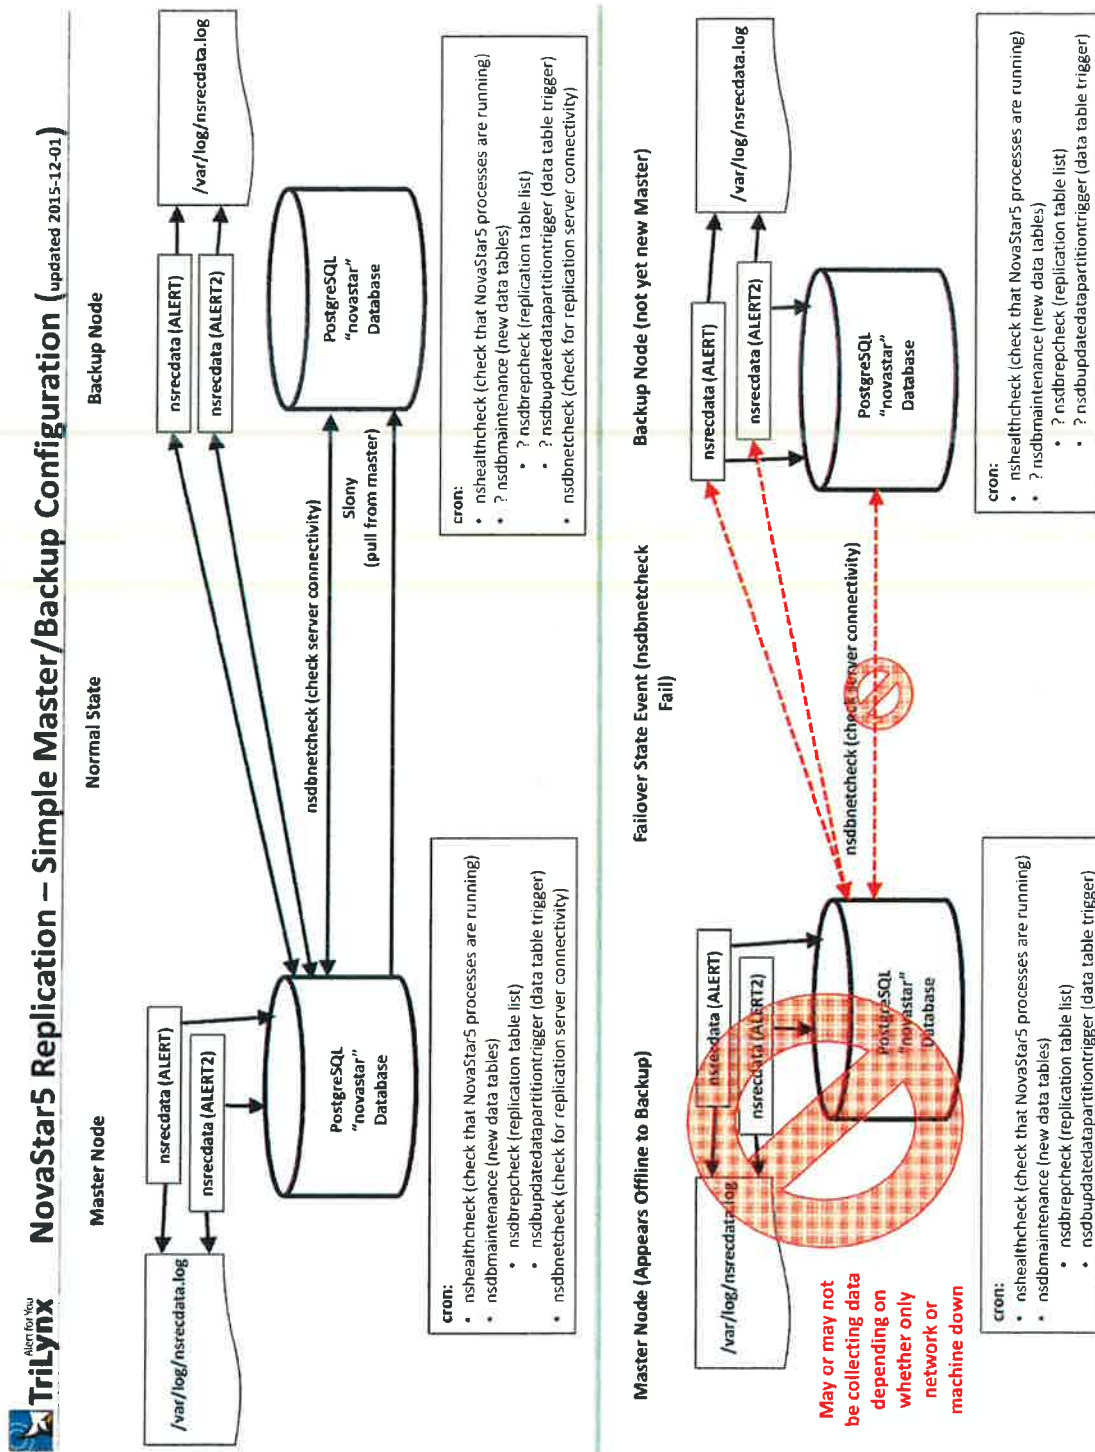 TriLynx
Alert for You
NovaStar5 Replication – Simple Master/Backup Configuration (updated 2015-12-01)
Master Node
Normal State
Backup Node
/var/log/nsrecdata.log
nsrecdata (ALERT)
nsrecdata (ALERT2)
PostgreSQL
"novastar"
Database
nsdbnetcheck (check server connectivity)
Slony
(pull from master)
nsrecdata (ALERT)
nsrecdata (ALERT2)
/var/log/nsrecdata.log
PostgreSQL
"novastar"
Database
cron:
• nshealthcheck (check that NovaStar5 processes are running)
• nsdbmaintenance (new data tables)
• nsdbrepcheck (replication table list)
• nsdbupdatedatapartitiontrigger (data table trigger)
• nsdbnetcheck (check for replication server connectivity)
cron:
• nshealthcheck (check that NovaStar5 processes are running)
• ? nsdbmaintenance (new data tables)
• ? nsdbrepcheck (replication table list)
• ? nsdbupdatedatapartitiontrigger (data table trigger)
• nsdbnetcheck (check for replication server connectivity)
Master Node (Appears Offline to Backup)
Failover State Event (nsdbnetcheck
Fail)
Backup Node (not yet new Master)
/var/log/nsrecdata.log
nsrecdata (ALERT)
nsrecdata (ALERT2)
PostgreSQL
"novastar"
Database
May or may not
be collecting data
depending on
whether only
network or
machine down
nsdbnetcheck (check server connectivity)
nsrecdata (ALERT)
nsrecdata (ALERT2)
/var/log/nsrecdata.log
PostgreSQL
"novastar"
Database
cron:
• nshealthcheck (check that NovaStar5 processes are running)
• nsdbmaintenance (new data tables)
• nsdbrepcheck (replication table list)
• nsdbupdatedatapartitiontrigger (data table trigger)
cron:
• nshealthcheck (check that NovaStar5 processes are running)
• ? nsdbmaintenance (new data tables)
• ? nsdbrepcheck (replication table list)
• ? nsdbupdatedatapartitiontrigger (data table trigger)